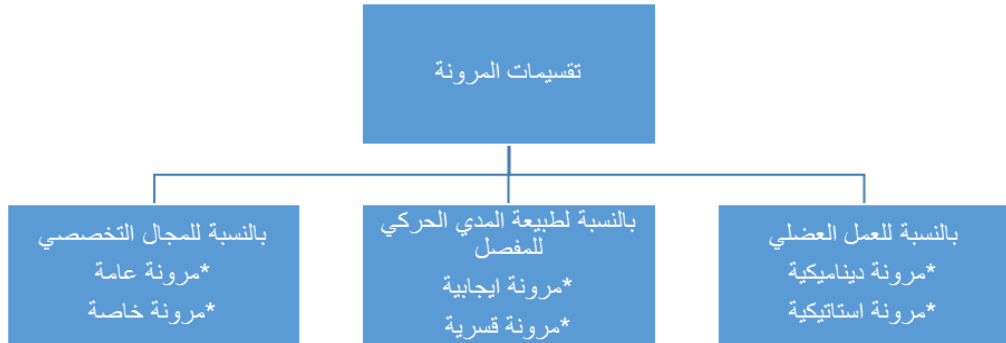 تقسيمات المرونة
بالنسبة للعمل العضلي
*مرونة ديناميكية
*مرونة استاتيكية
بالنسبة لطبيعة المدي الحركي
للمفصل
*مرونة ايجابية
*مرونة قسرية
بالنسبة للمجال التخصصي
*مرونة عامة
*مرونة خاصة